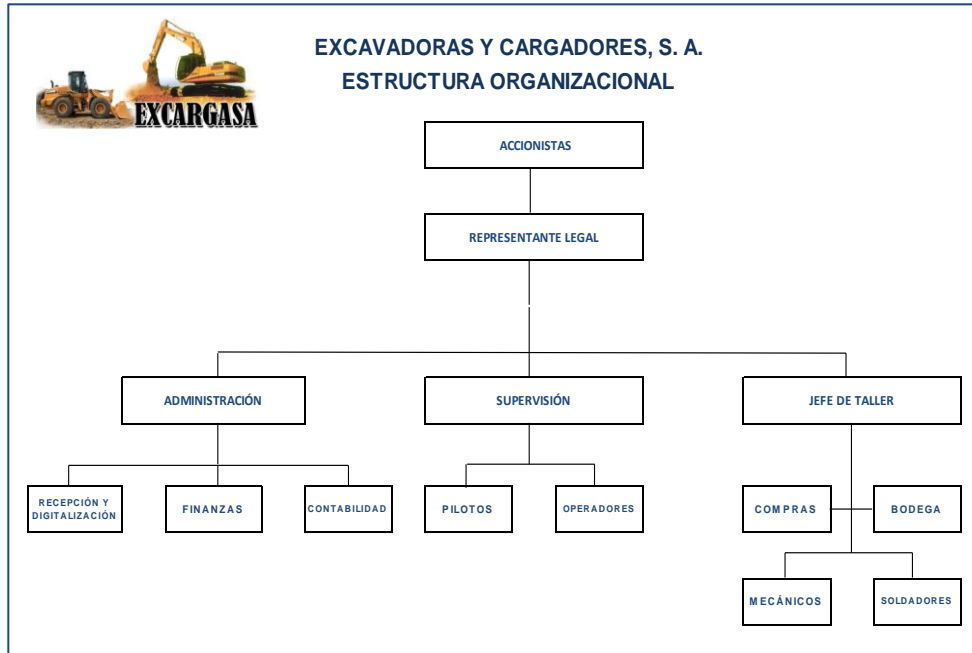 EXCAVADORAS Y CARGADORES, S. A.
ESTRUCTURA ORGANIZACIONAL
EXCARGASA
ACCIONISTAS
REPRESENTANTE LEGAL
ADMINISTRACIÓN
SUPERVISIÓN
JEFE DE TALLER
RECEPCIÓN Y
DIGITALIZACIÓN
FINANZAS
CONTABILIDAD
PILOTOS
OPERADORES
COMPRAS
BODEGA
MECÁNICOS
SOLDADORES